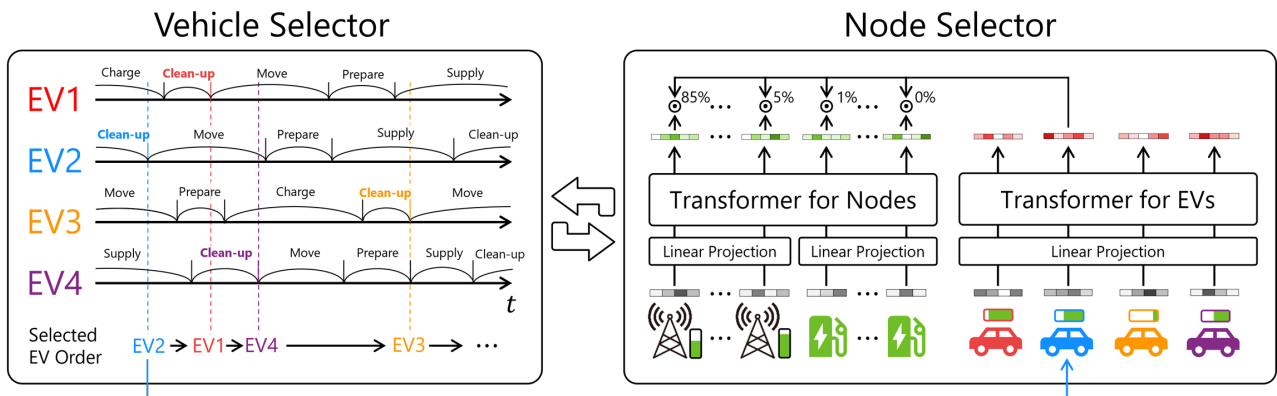 Vehicle Selector
EV1
Charge
Clean-up
Move
Prepare
Supply
EV2
Clean-up
Move
Prepare
Supply
Clean-up
EV3
Move
Prepare
Charge
Clean-up
Move
EV4
Supply
Clean-up
Move
Prepare
Supply
Clean-up
t
Selected
EV Order
EV2
EV1
EV4
EV3
...
Node Selector
85%
...
5%
1%
...
0%
...
...
Transformer for Nodes
Transformer for EVs
Linear Projection
Linear Projection
Linear Projection
...
...
...
...